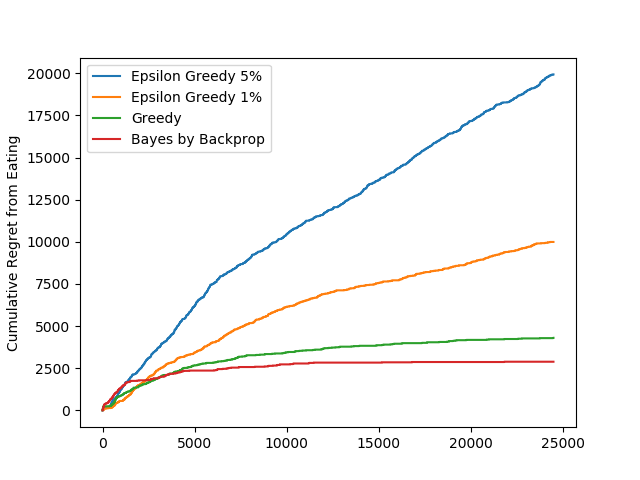 Epsilon Greedy 5%
Epsilon Greedy 1%
Greedy
Bayes by Backprop
Cumulative Regret from Eating
20000
17500
15000
12500
10000
7500
5000
2500
0
0 5000 10000 15000 20000 25000